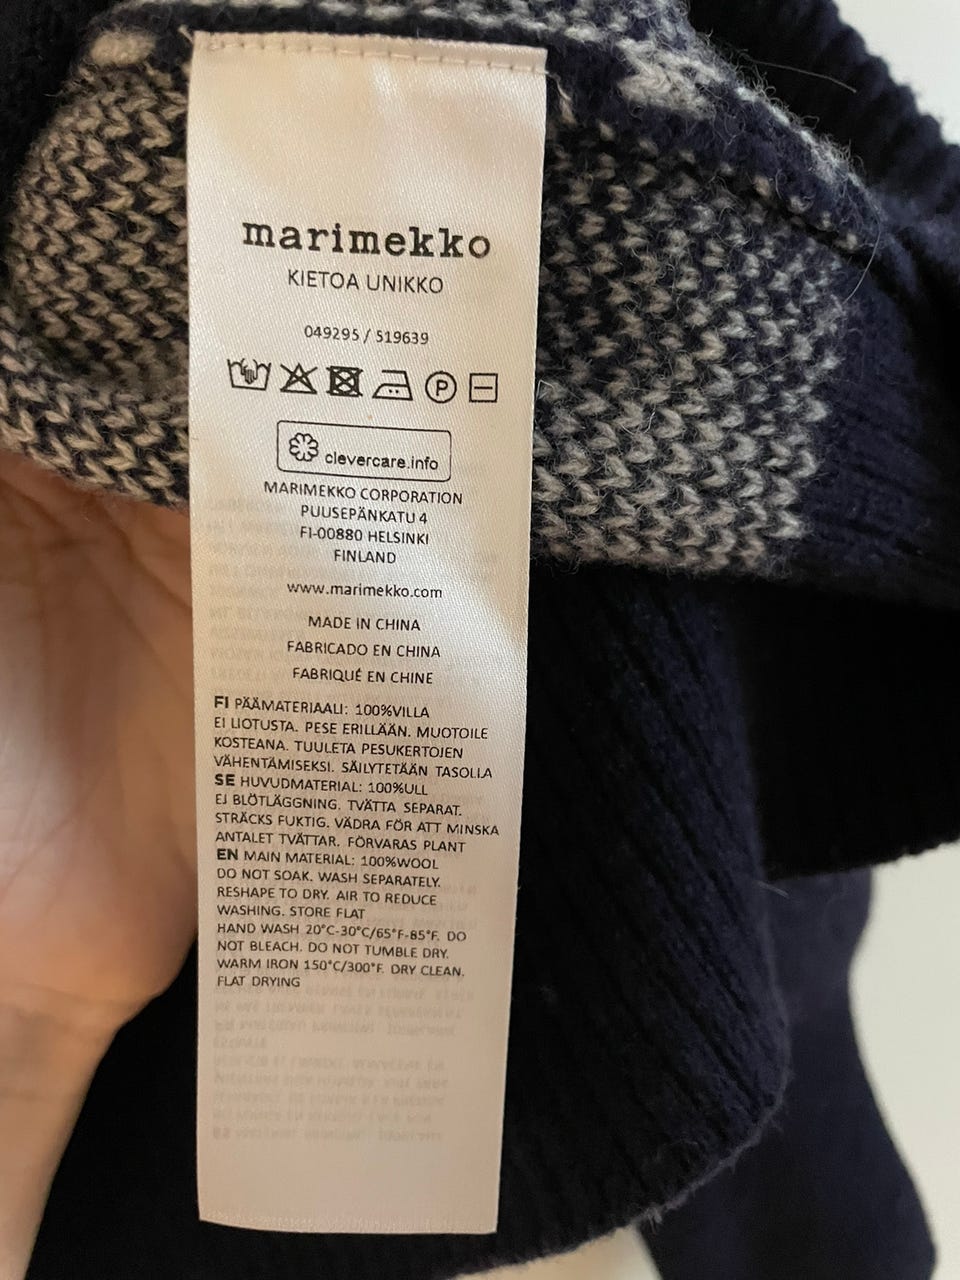 marimekko
KIETOA UNIKKO
049295 / 519639
P
clevercare.info
MARIMEKKO CORPORATION
PUUSEPÄNKATU 4
FI-00880 HELSINKI
FINLAND
www.marimekko.com
MADE IN CHINA
FABRICADO EN CHINA
FABRIQUÉ EN CHINE
FI PÄÄMATERIAALI: 100%VILLA
EI LIOTUSTA. PESE ERILLÄÄN. MUOTOILE
KOSTEANA. TUULETA PESUKERTOJEN
VÄHENTÄMISEKSI. SÄILYTETÄÄN TASOLLA
SE HUVUDMATERIAL: 100%ULL
EJ BLÖTLÄGGNING. TVÄTTA SEPARAT.
STRÄCKS FUKTIG. VÄDRA FÖR ATT MINSKA
ANTALET TVÄTTAR. FÖRVARAS PLANT
EN MAIN MATERIAL: 100%WOOL
DO NOT SOAK. WASH SEPARATELY.
RESHAPE TO DRY. AIR TO REDUCE
WASHING. STORE FLAT
HAND WASH 20°C-30°C/65°F-85°F. DO
NOT BLEACH. DO NOT TUMBLE DRY.
WARM IRON 150°C/300°F. DRY CLEAN.
FLAT DRYING